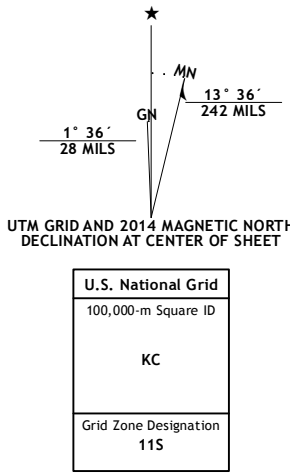 ★
MN
GN
13° 36´
242 MILS
1° 36´
28 MILS
UTM GRID AND 2014 MAGNETIC NORTH
DECLINATION AT CENTER OF SHEET
U.S. National Grid
100,000-m Square ID
KC
Grid Zone Designation
11S